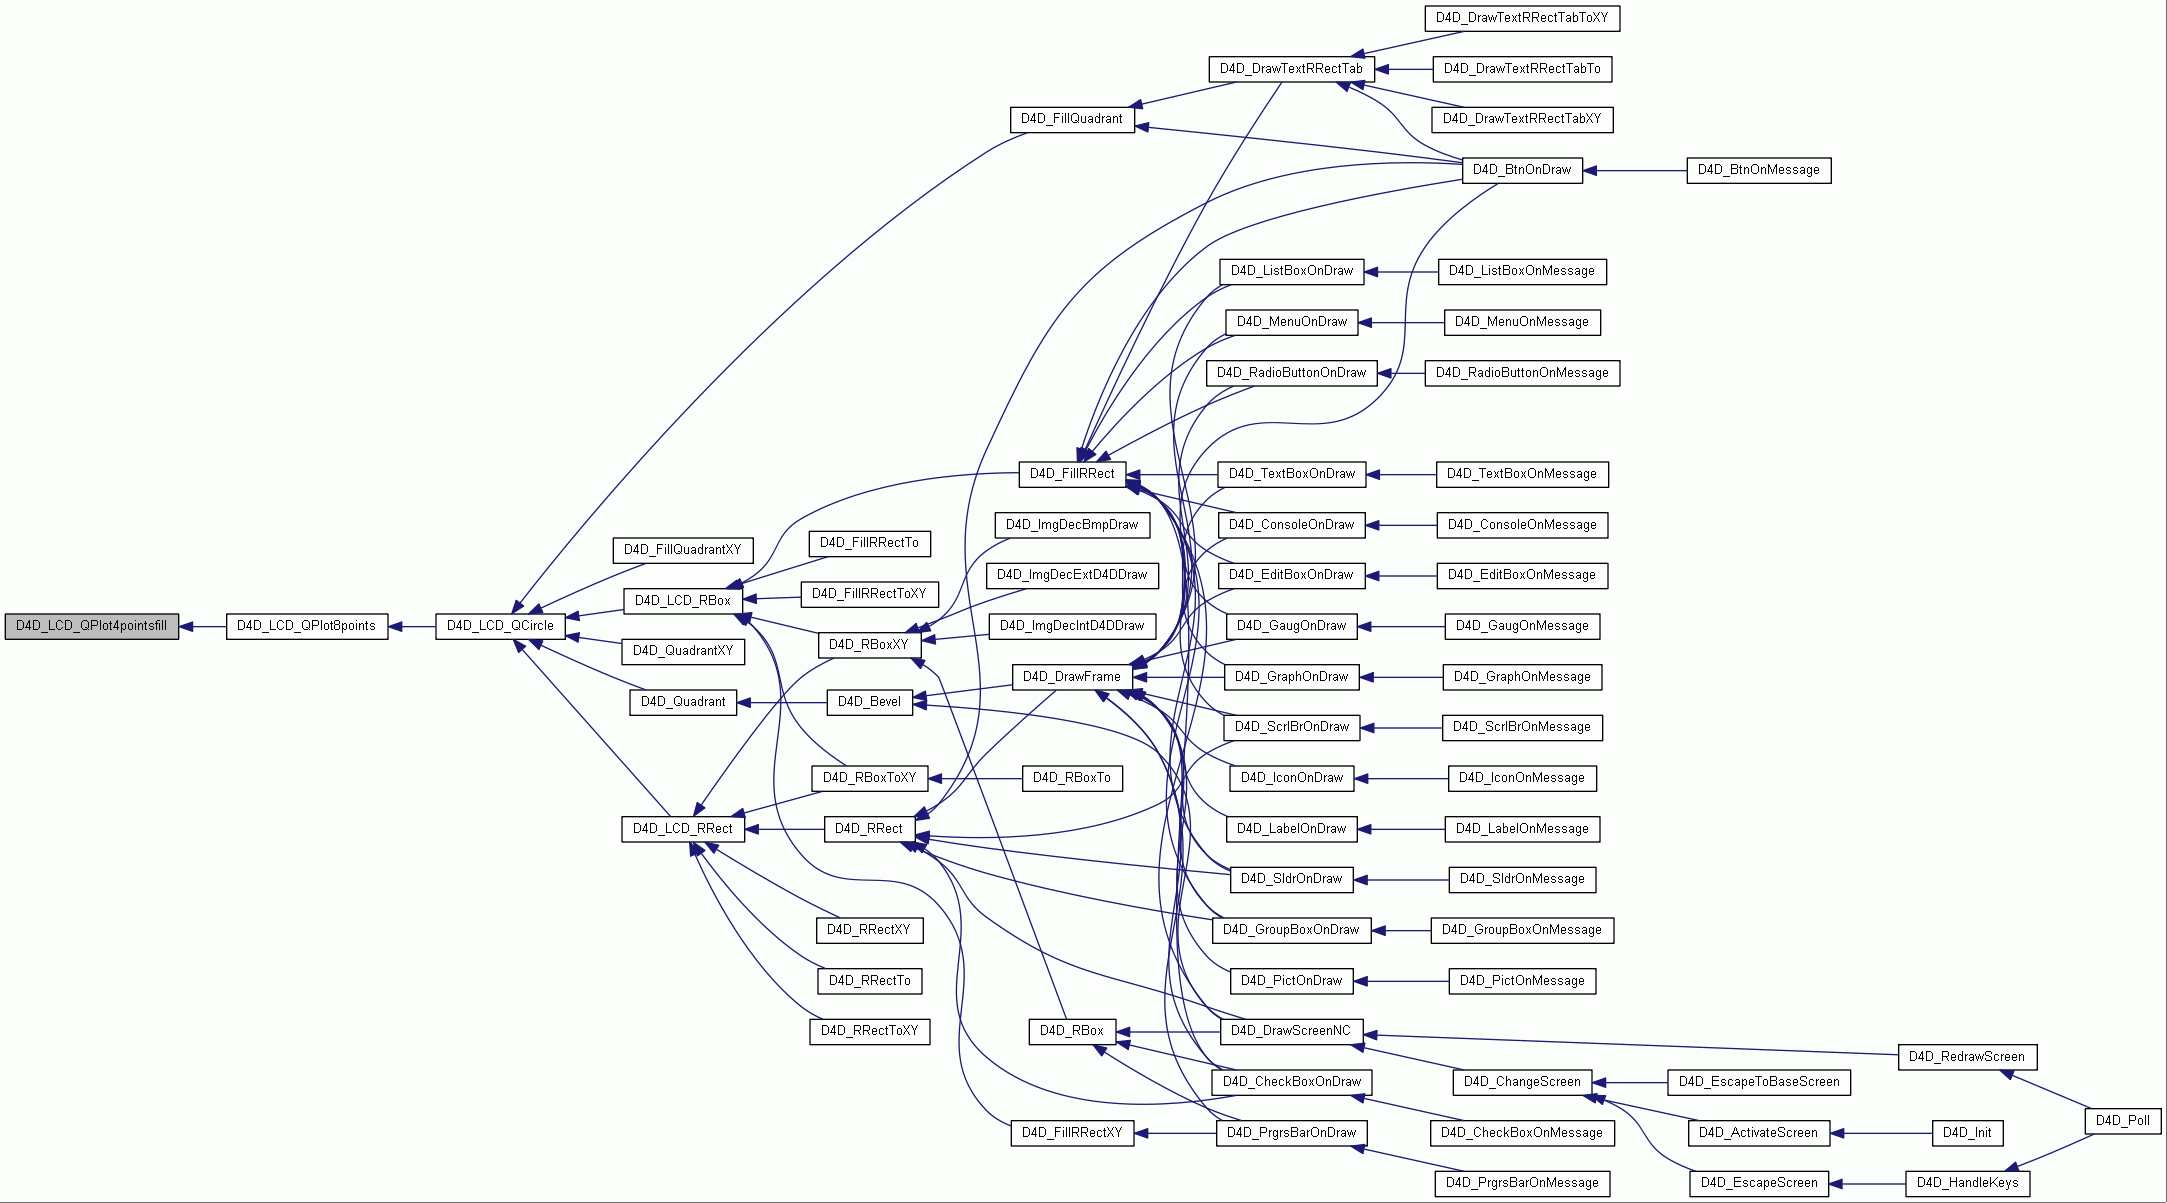 D4D_DrawTextRRectTabToXY
D4D_DrawTextRRectTab
D4D_DrawTextRRectTabTo
D4D_FillQuadrant
D4D_DrawTextRRectTabXY
D4D_BtnOnDraw
D4D_BtnOnMessage
D4D_ListBoxOnDraw
D4D_ListBoxOnMessage
D4D_MenuOnDraw
D4D_MenuOnMessage
D4D_RadioButtonOnDraw
D4D_RadioButtonOnMessage
D4D_FillRRect
D4D_TextBoxOnDraw
D4D_TextBoxOnMessage
D4D_ImgDecBmpDraw
D4D_ConsoleOnDraw
D4D_ConsoleOnMessage
D4D_FillQuadrantXY
D4D_FillRRectTo
D4D_ImgDecExtD4DDraw
D4D_EditBoxOnDraw
D4D_EditBoxOnMessage
D4D_LCD_RBox
D4D_FillRRectToXY
D4D_LCD_QPlot4pointsfill
D4D_LCD_QPlot8points
D4D_LCD_QCircle
D4D_ImgDecIntD4DDraw
D4D_GaugOnDraw
D4D_GaugOnMessage
D4D_QuadrantXY
D4D_RBoxXY
D4D_DrawFrame
D4D_GraphOnDraw
D4D_GraphOnMessage
D4D_Quadrant
D4D_Bevel
D4D_ScrlBrOnDraw
D4D_ScrlBrOnMessage
D4D_RBoxToXY
D4D_RBoxTo
D4D_IconOnDraw
D4D_IconOnMessage
D4D_LCD_RRect
D4D_RRect
D4D_LabelOnDraw
D4D_LabelOnMessage
D4D_SldrOnDraw
D4D_SldrOnMessage
D4D_RRectXY
D4D_GroupBoxOnDraw
D4D_GroupBoxOnMessage
D4D_RRectTo
D4D_PictOnDraw
D4D_PictOnMessage
D4D_RRectToXY
D4D_RBox
D4D_DrawScreenNC
D4D_RedrawScreen
D4D_CheckBoxOnDraw
D4D_ChangeScreen
D4D_EscapeToBaseScreen
D4D_Poll
D4D_FillRRectXY
D4D_PrgrsBarOnDraw
D4D_CheckBoxOnMessage
D4D_ActivateScreen
D4D_Init
D4D_PrgrsBarOnMessage
D4D_EscapeScreen
D4D_HandleKeys